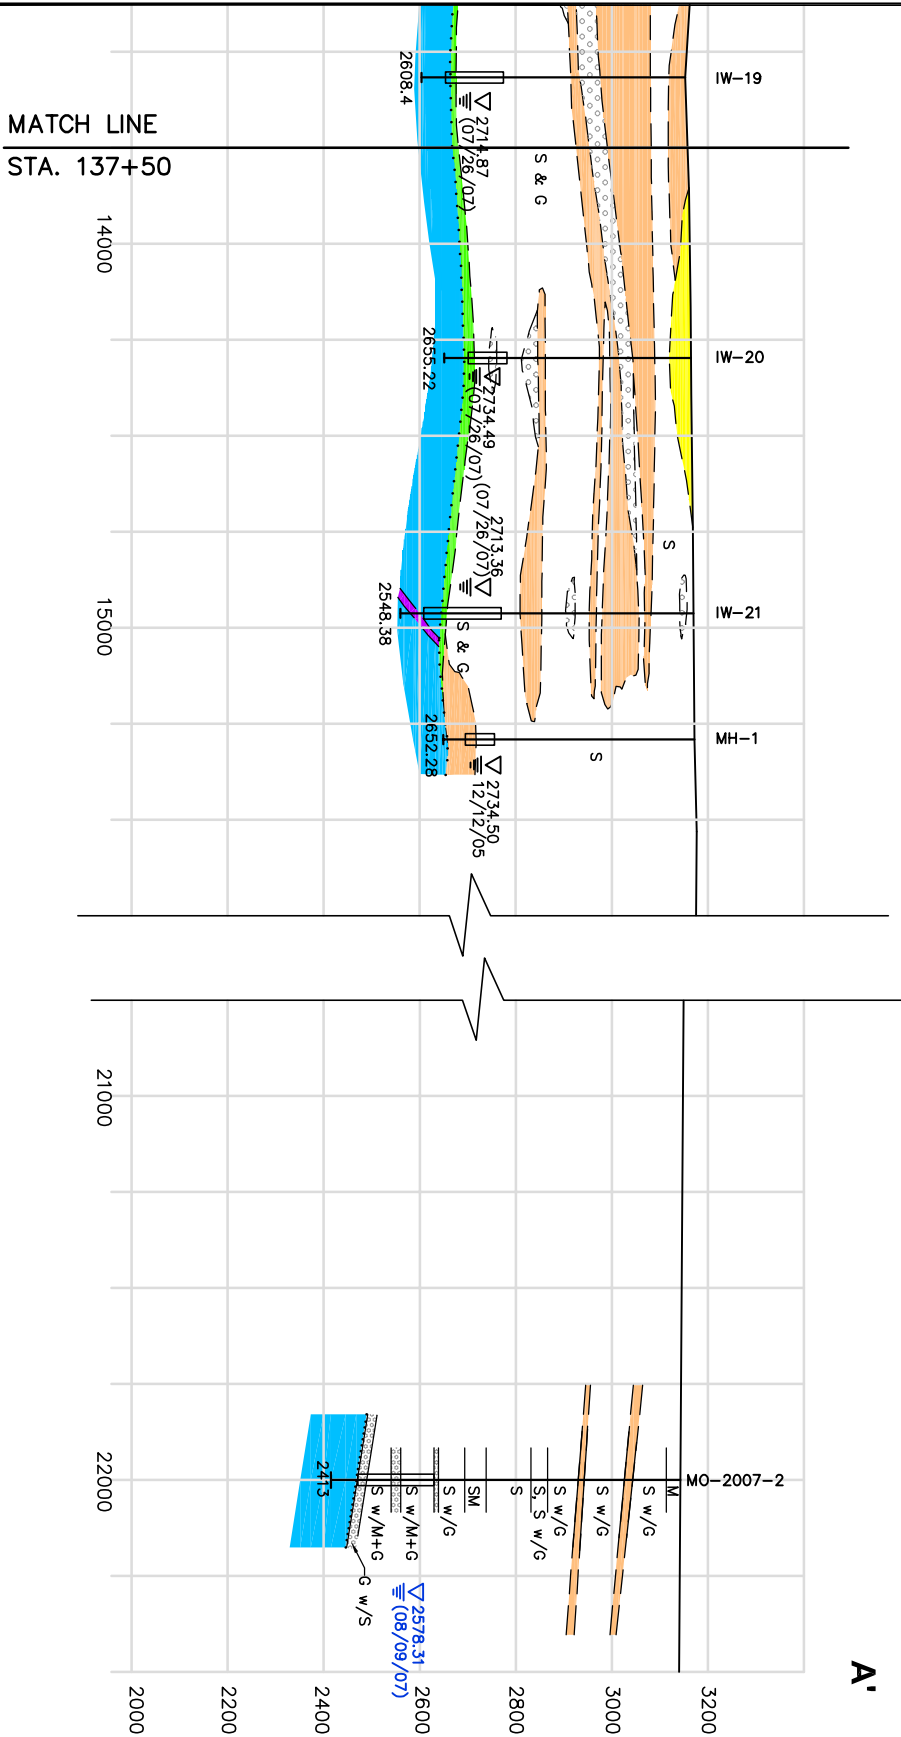 MATCH LINE
STA. 137+50
IW-19
IW-20
IW-21
MH-1
MO-2007-2
A'
2608.4
2714.87
(07/26/07)
S & G
2655.22
2734.49
(07/26/07)
2713.36
(07/26/07)
S
2548.38
S & G
2652.28
2734.50
12/12/05
S
M
S w/G
S w/G
S w/G
S, S w/G
S
SM
S w/G
S w/M+G
S w/M+G
G w/S
2413
2578.31
(08/09/07)
14000
15000
21000
22000
2000
2200
2400
2600
2800
3000
3200